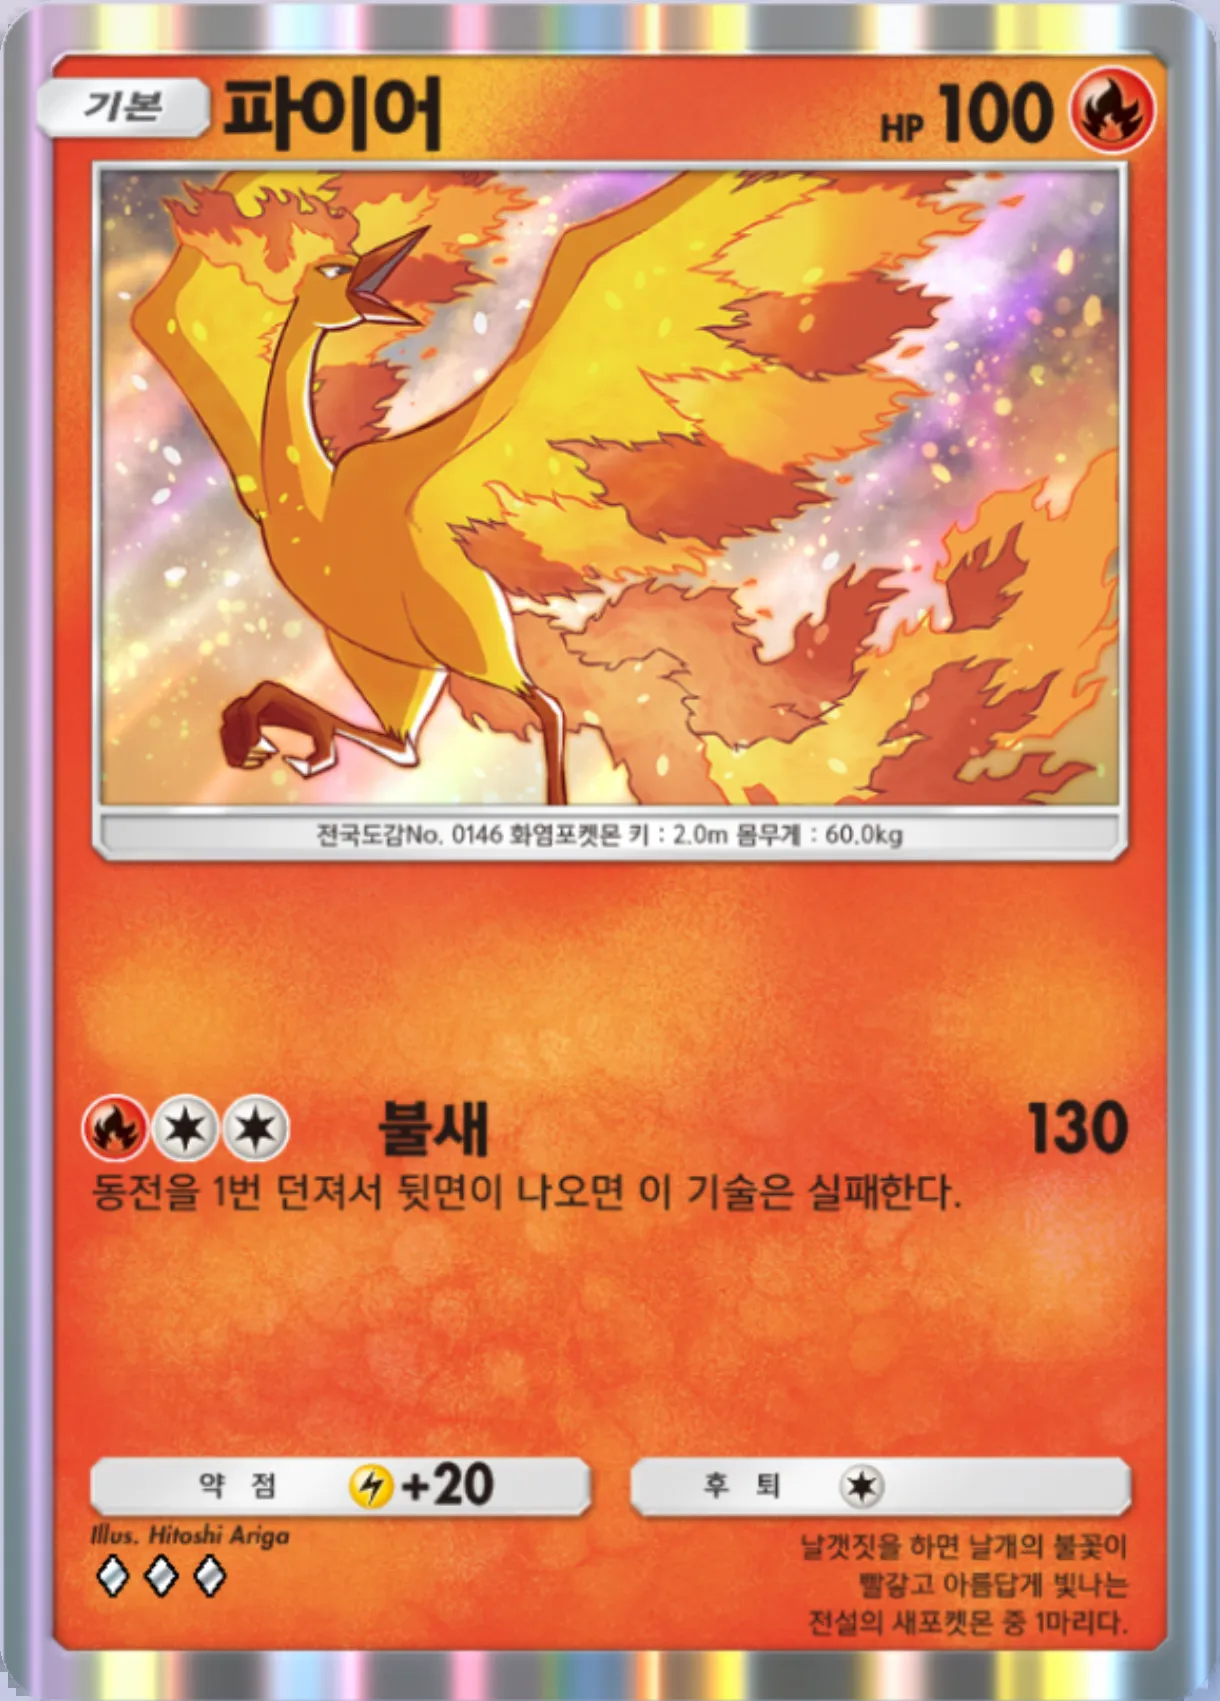 기본
파이어
HP 100
전국도감No. 0146 화염포켓몬 키 : 2.0m 몸무게 : 60.0kg
불새 130
동전을 1번 던져서 뒷면이 나오면 이 기술은 실패한다.
약 점 +20
후 퇴
Illus. Hitoshi Ariga
날갯짓을 하면 날개의 불꽃이
빨갛고 아름답게 빛나는
전설의 새포켓몬 중 1마리다.